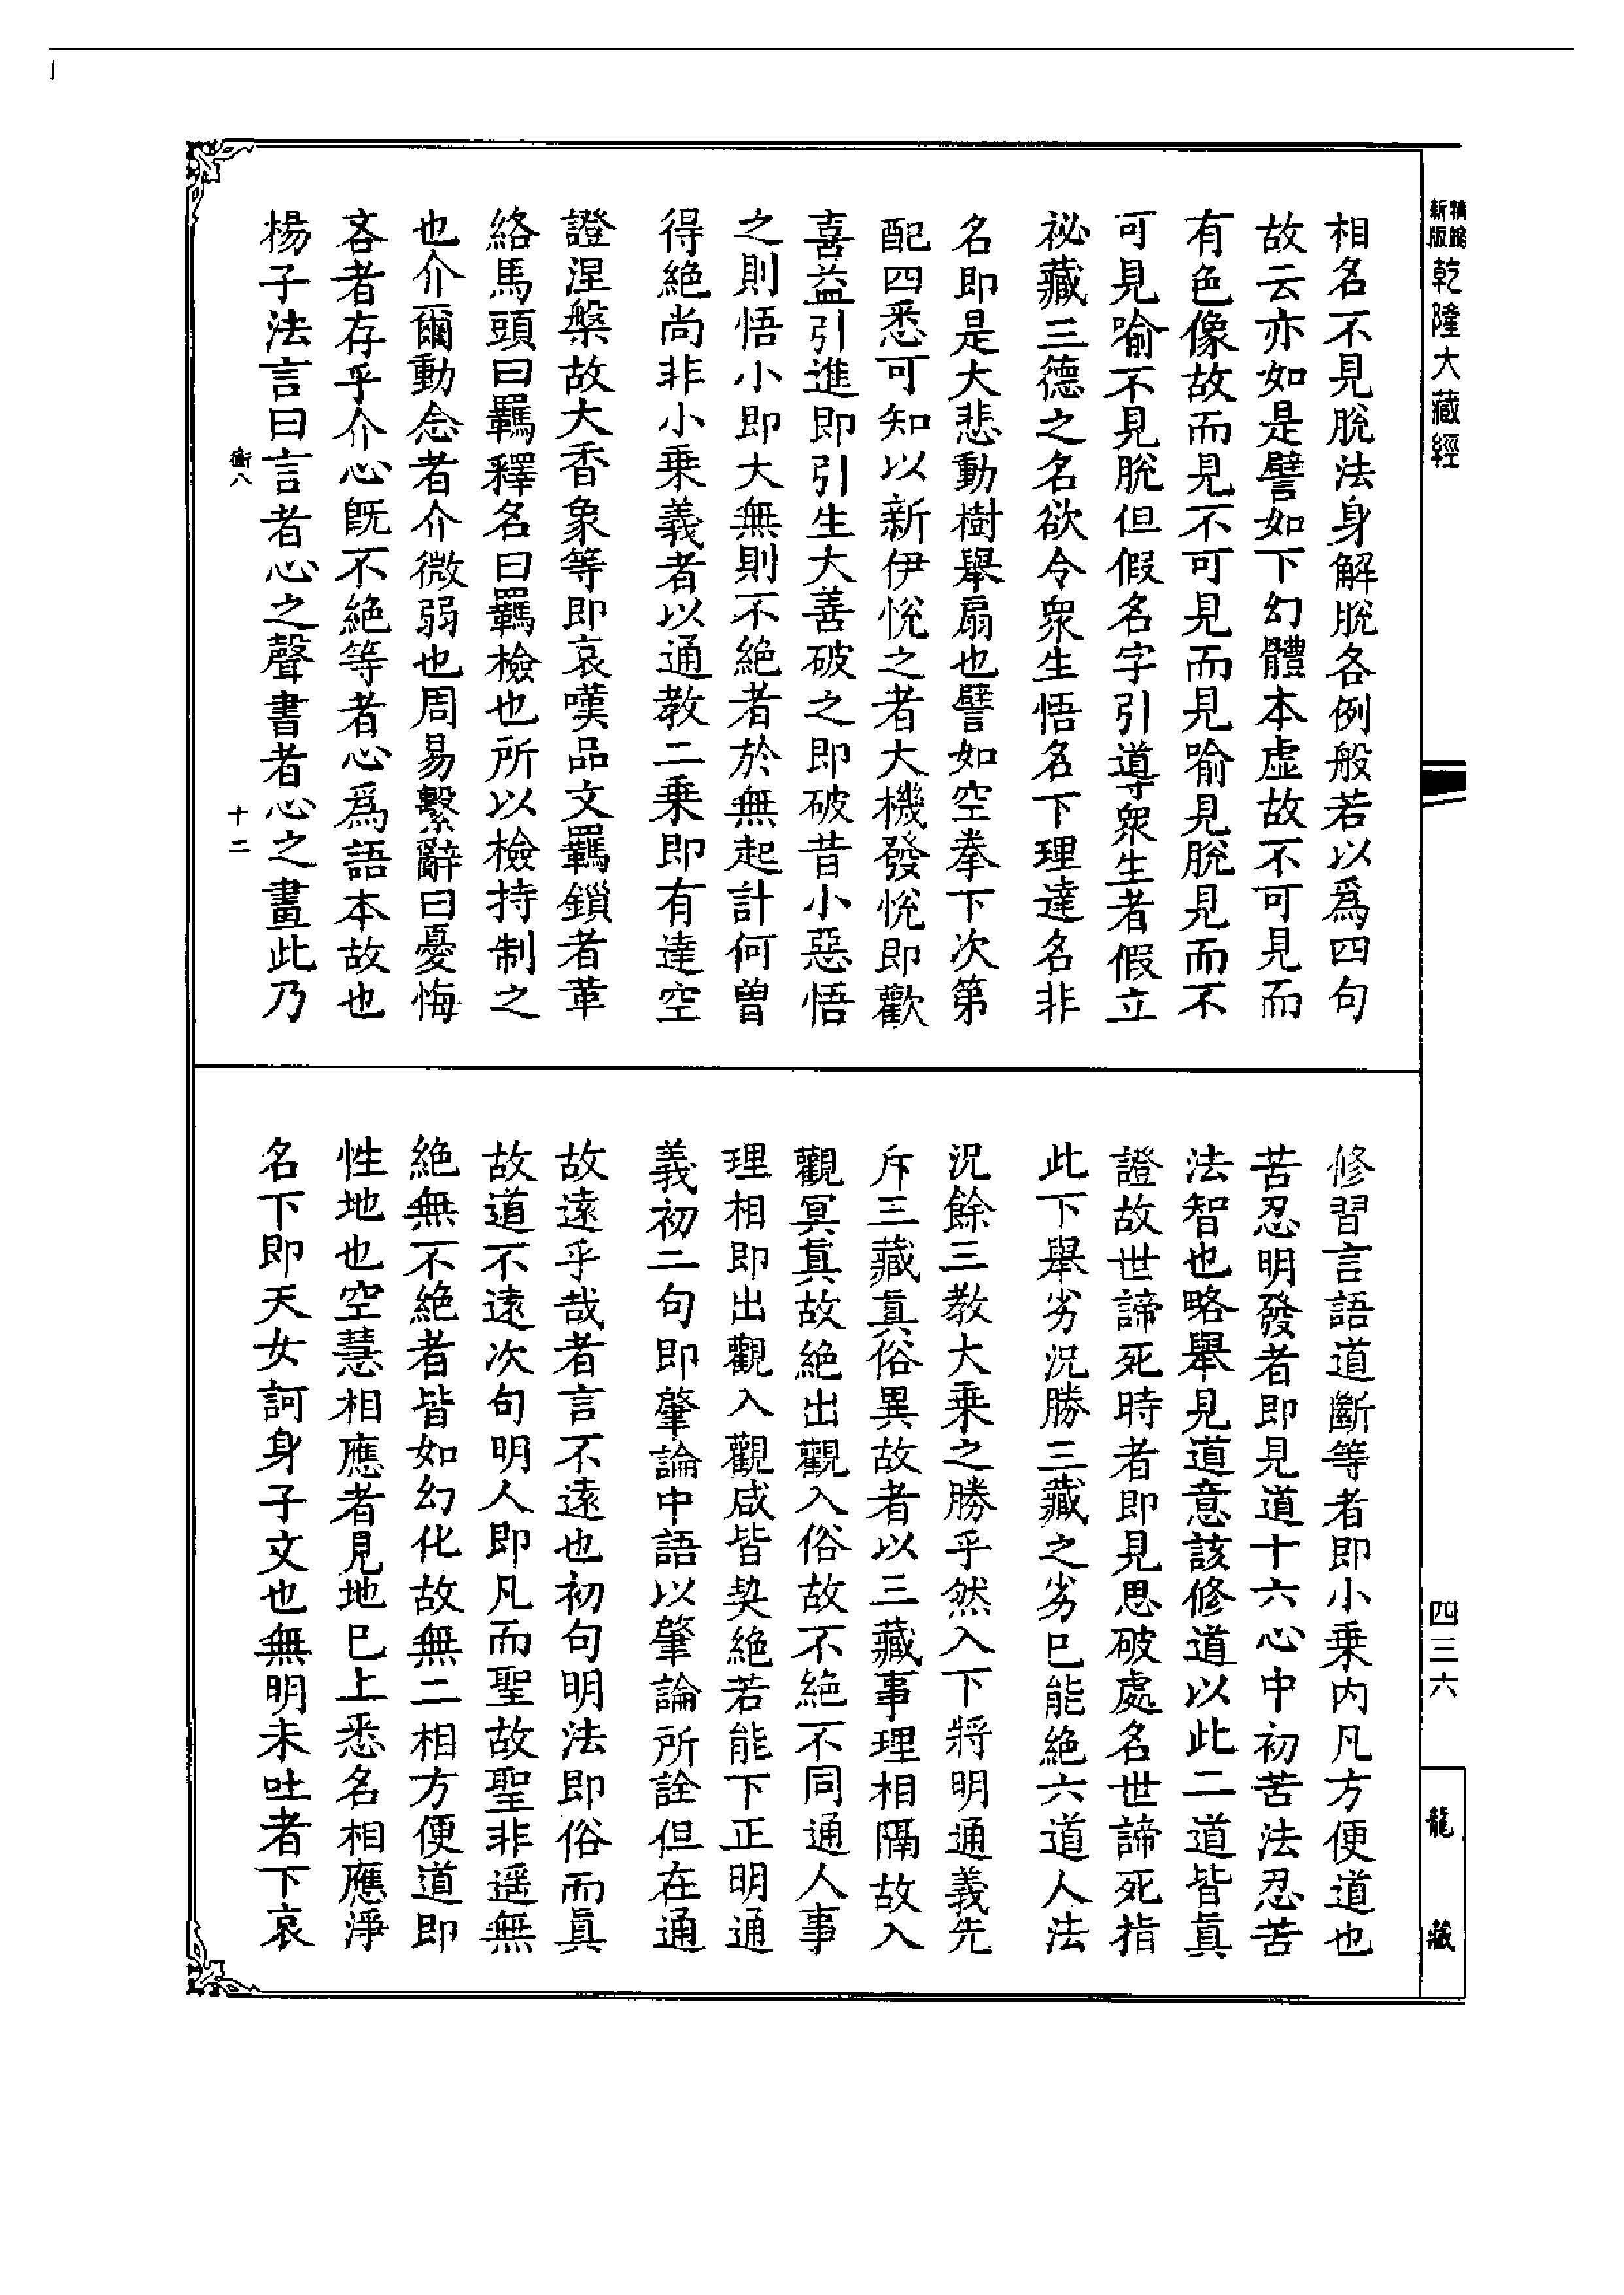 新版
乾隆大藏經
四三六
龍藏
相名不見脫法身解脫各例般若以爲四句
故云亦如是譬如下幻體本虛故不可見而
有色像故而見不可見而見喻見脫見而不
可見喻不見脫但假名字引導衆生者假立
祕藏三德之名欲令衆生悟名下理達名非
名即是大悲動樹舉扇也譬如空拳下次第
配四悉可知以新伊悅之者大機發悅即歡
喜益引進即引生大善破之即破昔小惡悟
之則悟小即大無則不絶者於無起計何曽
得絶尚非小乗義者以通教二乗即有達空
證涅槃故大香象等即哀嘆品文羈鎖者革
絡馬頭曰羈釋名曰羈檢也所以檢持制之
也介爾動念者介微弱也周易繫辭曰憂悔
吝者存乎介心旣不絶等者心爲語本故也
楊子法言曰言者心之聲書者心之畫此乃
衝八
十二
修習言語道斷等者即小乗内凡方便道也
苦忍明發者即見道十六心中初苦法忍苦
法智也略舉見道意該修道以此二道皆眞
證故世諦死時者即見思破處名世諦死指
此下舉劣況勝三藏之劣巳能絶六道人法
況餘三教大乗之勝乎然入下將明通義先
斥三藏眞俗異故者以三藏事理相隔故入
觀冥眞故絶出觀入俗故不絶不同通人事
理相即出觀入觀咸皆契絶若能下正明通
義初二句即肇論中語以肇論所詮但在通
故遠乎哉者言不遠也初句明法即俗而眞
故道不遠次句明人即凡而聖故聖非遥無
絶無不絶者皆如幻化故無二相方便道即
性地也空慧相應者見地巳上悉名相應淨
名下即天女訶身子文也無明未吐者下哀